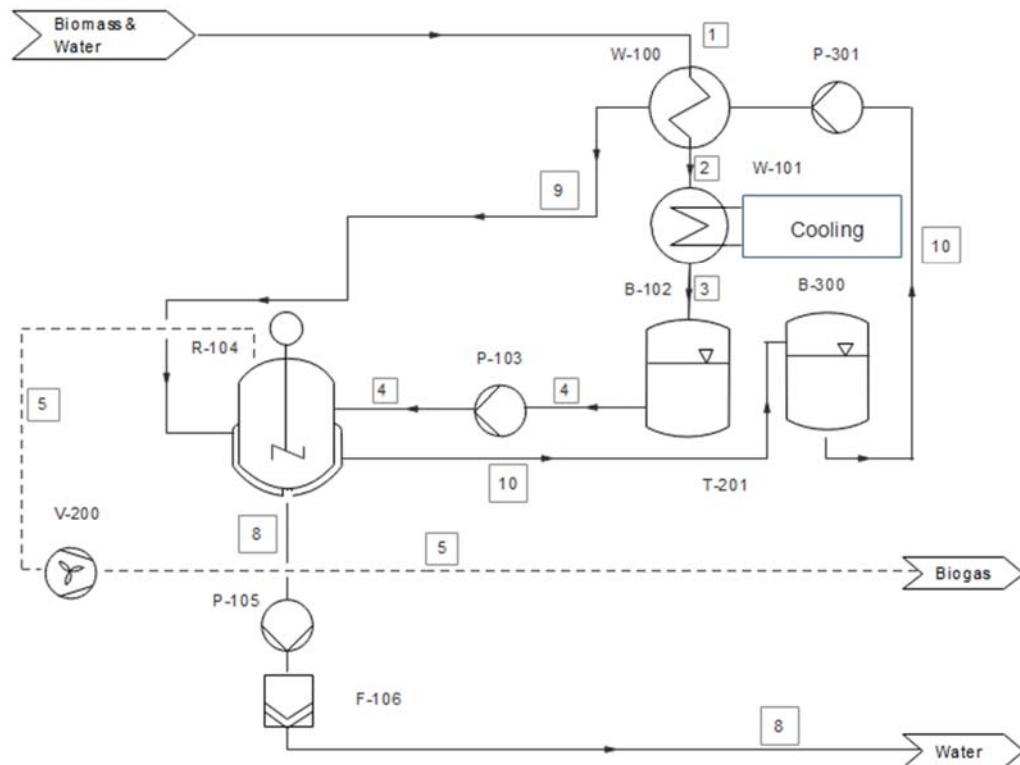 Biomass &
Water
1
W-100
P-301
2
W-101
9
Cooling
10
B-102
3
B-300
R-104
P-103
5
4
4
10
T-201
V-200
8
5
Biogas
P-105
F-106
8
Water